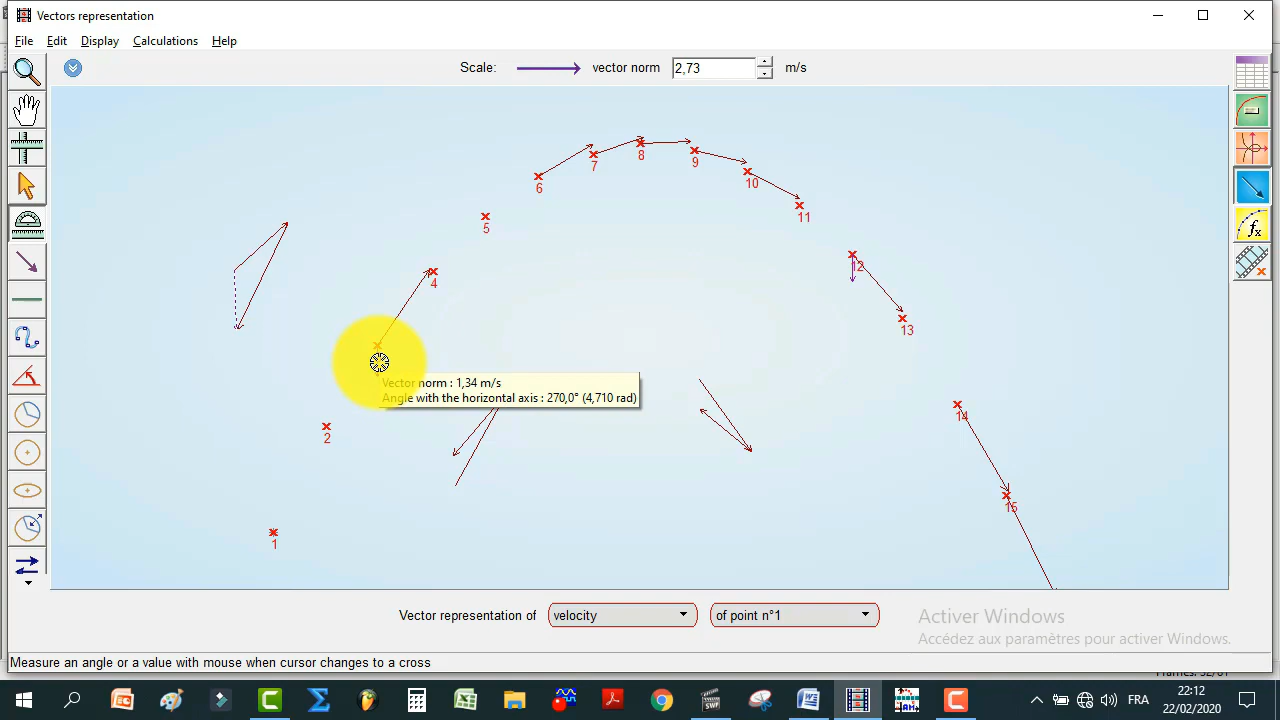 Vectors representation
File Edit Display Calculations Help
Scale: vector norm 2,73 m/s
6
7
8
9
10
11
5
4
12
13
Vector norm : 1,34 m/s
Angle with the horizontal axis : 270,0° (4,710 rad)
2
14
15
1
fx
Vector representation of velocity of point n°1
Activer Windows
Accédez aux paramètres pour activer Windows.
Measure an angle or a value with mouse when cursor changes to a cross
FRA
22:12
22/02/2020